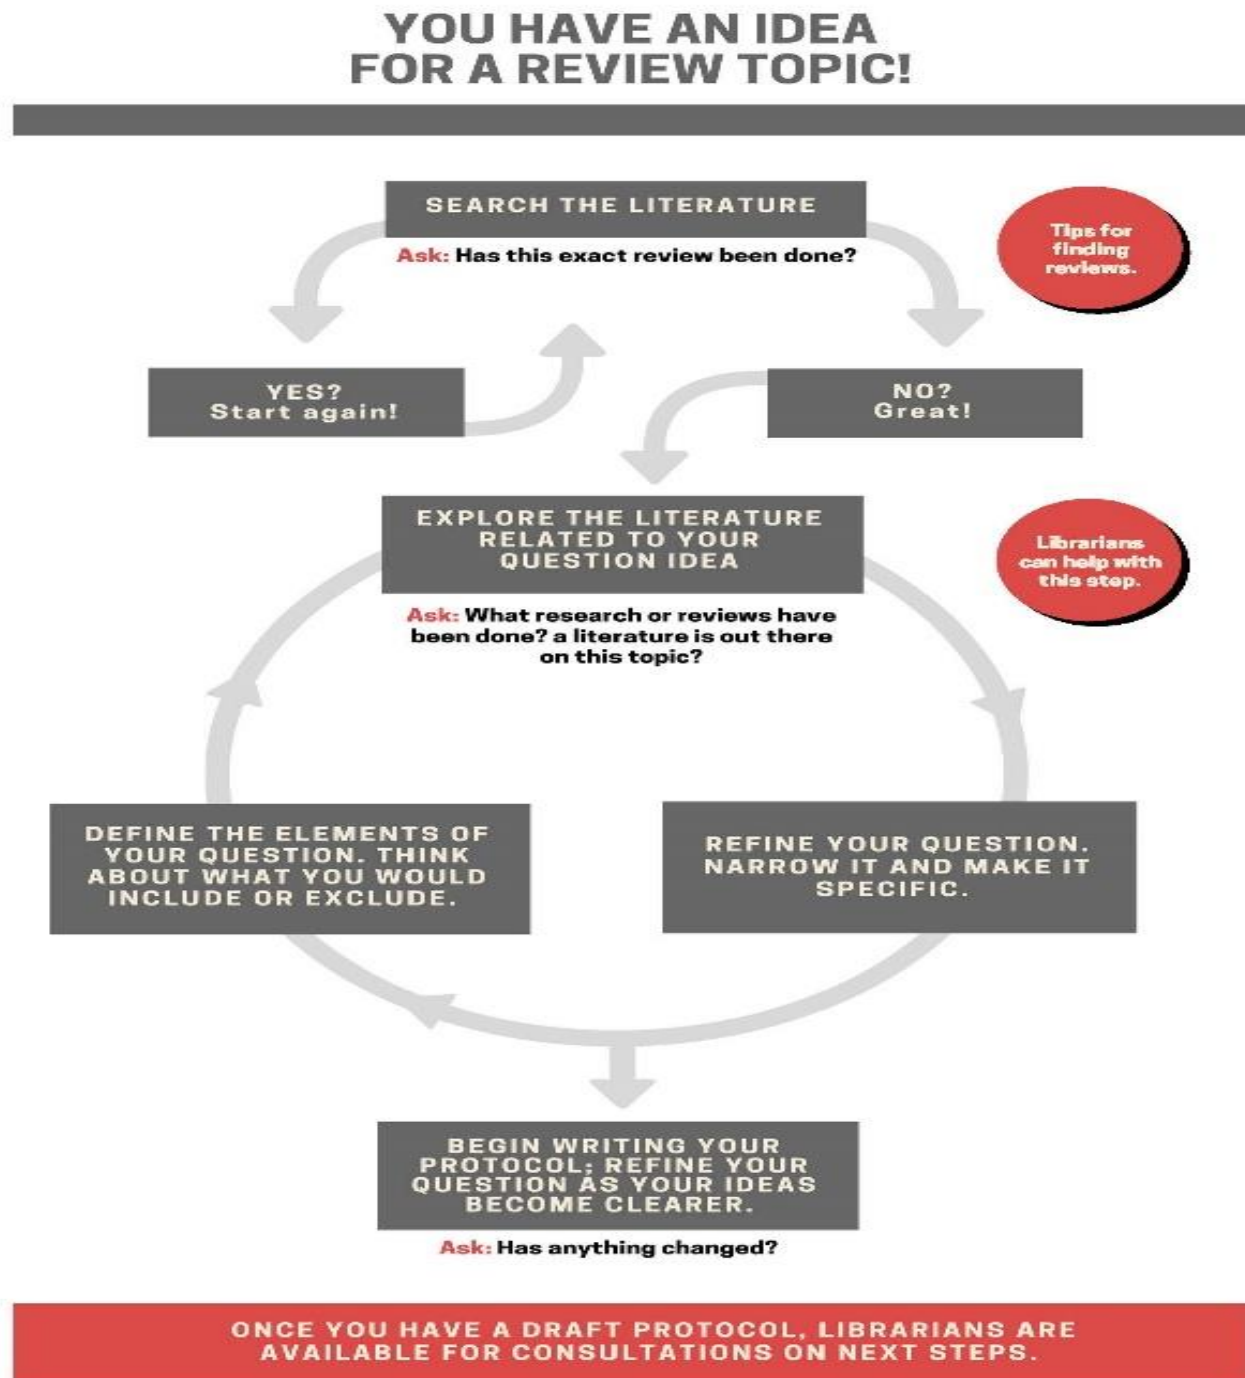 YOU HAVE AN IDEA
FOR A REVIEW TOPIC!
SEARCH THE LITERATURE
Ask: Has this exact review been done?
Tips for
finding
reviews.
YES?
Start again!
NO?
Great!
EXPLORE THE LITERATURE
RELATED TO YOUR
QUESTION IDEA
Ask: What research or reviews have
been done? a literature is out there
on this topic?
Librarians
can help with
this step.
DEFINE THE ELEMENTS OF
YOUR QUESTION. THINK
ABOUT WHAT YOU WOULD
INCLUDE OR EXCLUDE.
REFINE YOUR QUESTION.
NARROW IT AND MAKE IT
SPECIFIC.
BEGIN WRITING YOUR
PROTOCOL; REFINE YOUR
QUESTION AS YOUR IDEAS
BECOME CLEARER.
Ask: Has anything changed?
ONCE YOU HAVE A DRAFT PROTOCOL, LIBRARIANS ARE
AVAILABLE FOR CONSULTATIONS ON NEXT STEPS.